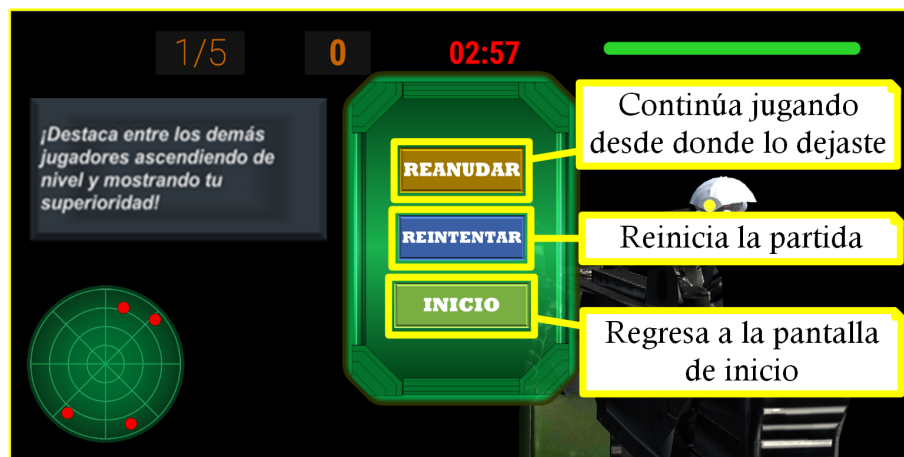 1/5
0
02:57
¡Destaca entre los demás
jugadores ascendiendo de
nivel y mostrando tu
superioridad!
REANUDAR
Continúa jugando
desde donde lo dejaste
REINTENTAR
Reinicia la partida
INICIO
Regresa a la pantalla
de inicio